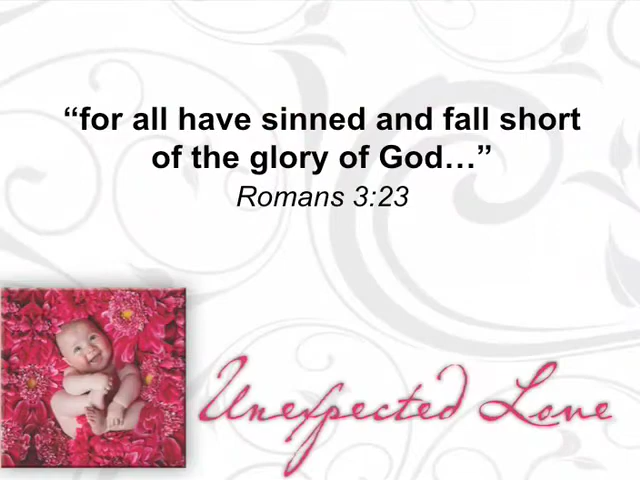 “for all have sinned and fall short
of the glory of God…”
Romans 3:23
Unexpected Love